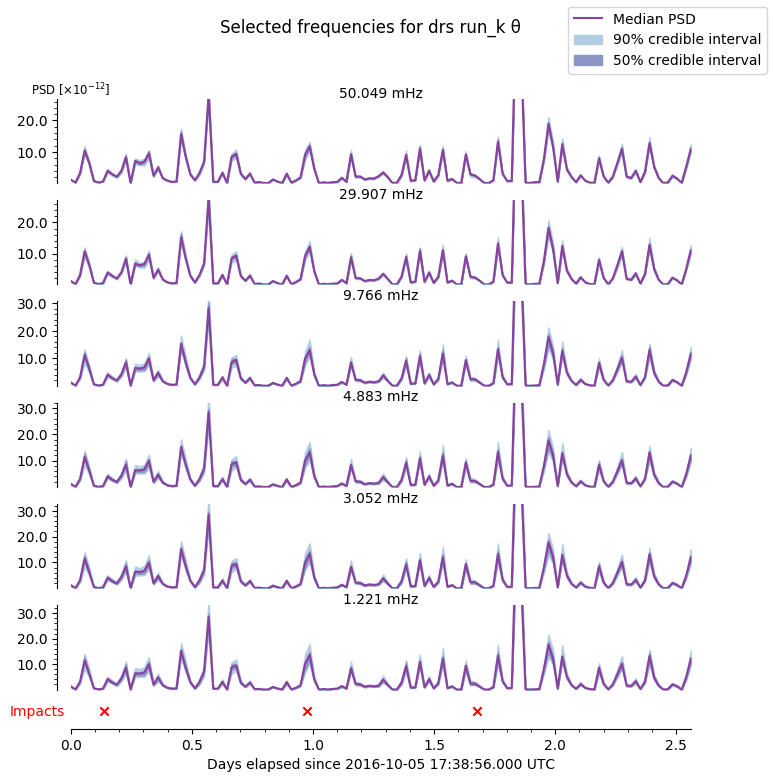 Selected frequencies for drs run_k θ
Median PSD
90% credible interval
50% credible interval
PSD [×10⁻¹²]
50.049 mHz
20.0
10.0
29.907 mHz
20.0
10.0
9.766 mHz
30.0
20.0
10.0
4.883 mHz
30.0
20.0
10.0
3.052 mHz
30.0
20.0
10.0
1.221 mHz
30.0
20.0
10.0
Impacts
0.0 0.5 1.0 1.5 2.0 2.5
Days elapsed since 2016-10-05 17:38:56.000 UTC